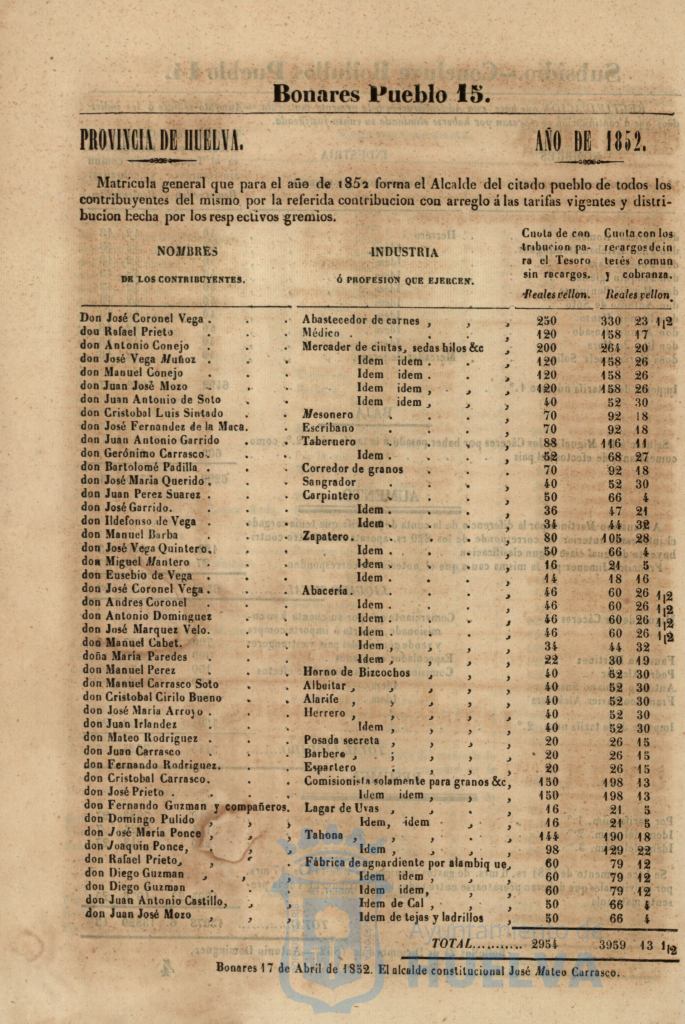 Bonares Pueblo 15.
PROVINCIA DE HUELVA. AÑO DE 1852.
Matrícula general que para el año de 1852 forma el Alcalde del citado pueblo de todos los
contribuyentes del mismo por la referida contribucion con arreglo á las tarifas vigentes y distri-
bucion hecha por los respectivos gremios.
NOMBRES
DE LOS CONTRIBUYENTES.
INDUSTRIA
Ó PROFESION QUE EJERCEN.
Cuota de con
tribucion pa-
ra el Tesoro
sin recargos.
Reales vellon.
Cuota con los
recargos de in
terés comun
y cobranza.
Reales vellon.
Don José Coronel Vega . Abastecedor de carnes , 250 330 23 1|2
don Rafael Prieto . Médico . 120 158 17
don Antonio Conejo . Mercader de cintas, sedas hilos &c 200 264 20
don José Vega Muñoz . Idem idem . 120 158 26
don Manuel Conejo . Idem idem . 120 158 26
don Juan José Mozo . Idem idem , 120 158 26
don Juan Antonio de Soto Idem idem , 40 52 30
don Cristobal Luis Sintado Mesonero . 70 92 18
don José Fernandez de la Maca. Escribano . 70 92 18
don Juan Antonio Garrido Tabernero 88 116 11
don Gerónimo Carrasco. Idem . 52 68 27
don Bartolomé Padilla . Corredor de granos 70 92 18
don José Maria Querido . Sangrador 40 52 30
don Juan Perez Suarez . Carpintero 50 66 4
don José Garrido. Idem . 36 47 21
don Ildefonso de Vega . Idem . 34 44 32
don Manuel Barba . Zapatero. 80 105 28
don José Vega Quintero. Idem . 50 66 4
don Miguel Mantero . Idem . 16 21 5
don Eusebio de Vega . Idem . 14 18 16
don José Coronel Vega . Abacería. 46 60 26 1|2
don Andres Coronel . Idem . 46 60 26 1|2
don Antonio Dominguez Idem . 46 60 26 1|2
don José Marquez Velo. Idem . 46 60 26 1|2
don Manuel Cabet. Idem , 34 44 32
doña Maria Paredes . Idem , 22 30 19
don Manuel Perez . Horno de Bizcochos 40 52 30
don Manuel Carrasco Soto Albeitar , 40 52 30
don Cristobal Cirilo Bueno Alarife , 40 52 30
don José Maria Arroyo . Herrero , 40 52 30
don Juan Irlandez . Idem , 40 52 30
don Mateo Rodriguez . Posada secreta , 20 26 15
don Juan Carrasco . Barbero , 20 26 15
don Fernando Rodriguez. Espartero 20 26 15
don Cristobal Carrasco. Comisionista solamente para granos &c, 150 198 13
don José Prieto . Idem idem , 150 198 13
don Fernando Guzman y compañeros. Lagar de Uvas , 16 21 5
don Domingo Pulido , Idem, idem 16 21 5
don José Maria Ponce , Tahona , 144 190 18
don Joaquin Ponce, Idem , 98 129 22
don Rafael Prieto, Fábrica de agnardiente por alambique, 60 79 12
don Diego Guzman , Idem idem , 60 79 12
don Diego Guzman Idem idem, 60 79 12
don Juan Antonio Castillo, Idem de Cal , 50 66 4
don Juan José Mozo , Idem de tejas y ladrillos 50 66 4
TOTAL.......... 2954 3959 13 1|2
Bonares 17 de Abril de 1852. El alcalde constitucional José Mateo Carrasco.
Ayuntamiento de
HUELVA